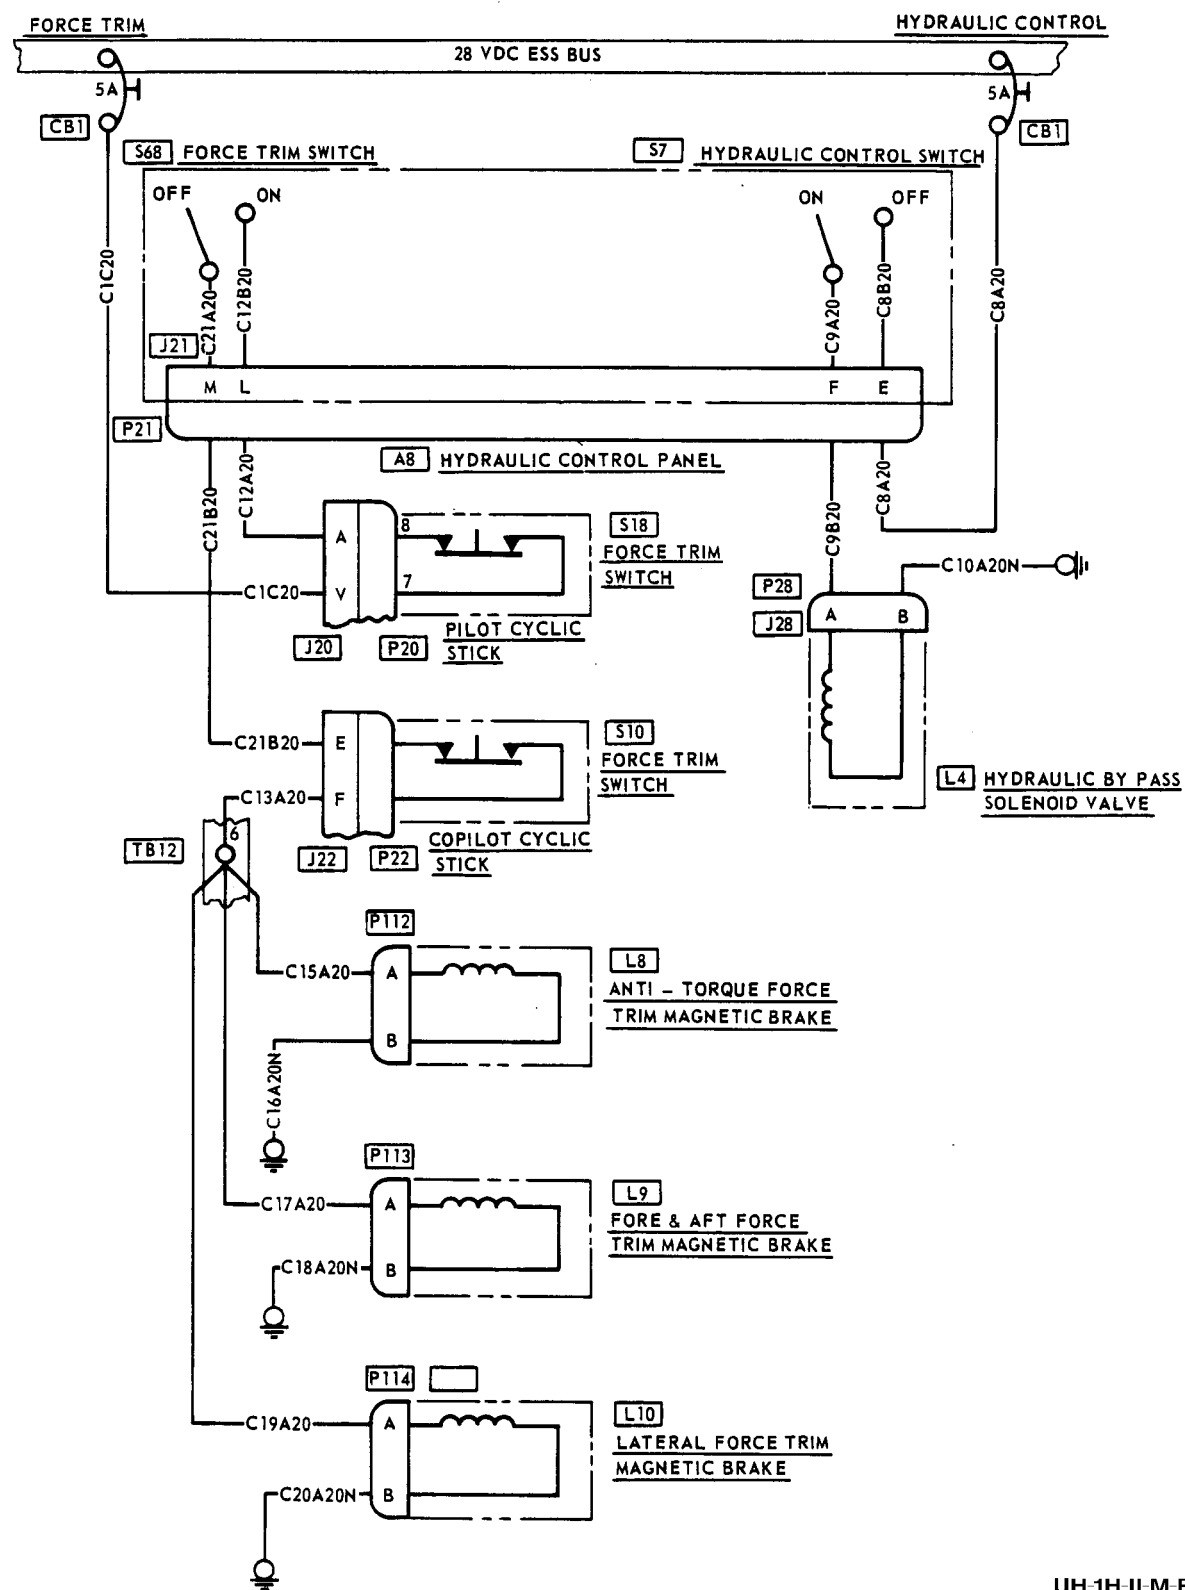 FORCE TRIM
HYDRAULIC CONTROL
28 VDC ESS BUS
5A
5A
CB1
CB1
S68 FORCE TRIM SWITCH
S7 HYDRAULIC CONTROL SWITCH
OFF
ON
ON
OFF
C1C20
C21A20
C12B20
C9A20
C8B20
C8A20
J21
M L F E
P21
A8 HYDRAULIC CONTROL PANEL
C21B20
C12A20
C9B20
C8A20
A
8
S18
FORCE TRIM
SWITCH
C1C20
V
7
J20
P20
PILOT CYCLIC
STICK
C10A20N
P28
J28
A B
C21B20
E
S10
FORCE TRIM
SWITCH
C13A20
F
L4 HYDRAULIC BY PASS
SOLENOID VALVE
6
TB12
J22
P22
COPILOT CYCLIC
STICK
P112
C15A20
A
L8
ANTI – TORQUE FORCE
TRIM MAGNETIC BRAKE
B
C16A20N
P113
C17A20
A
L9
FORE & AFT FORCE
TRIM MAGNETIC BRAKE
C18A20N
B
P114
C19A20
A
L10
LATERAL FORCE TRIM
MAGNETIC BRAKE
C20A20N
B